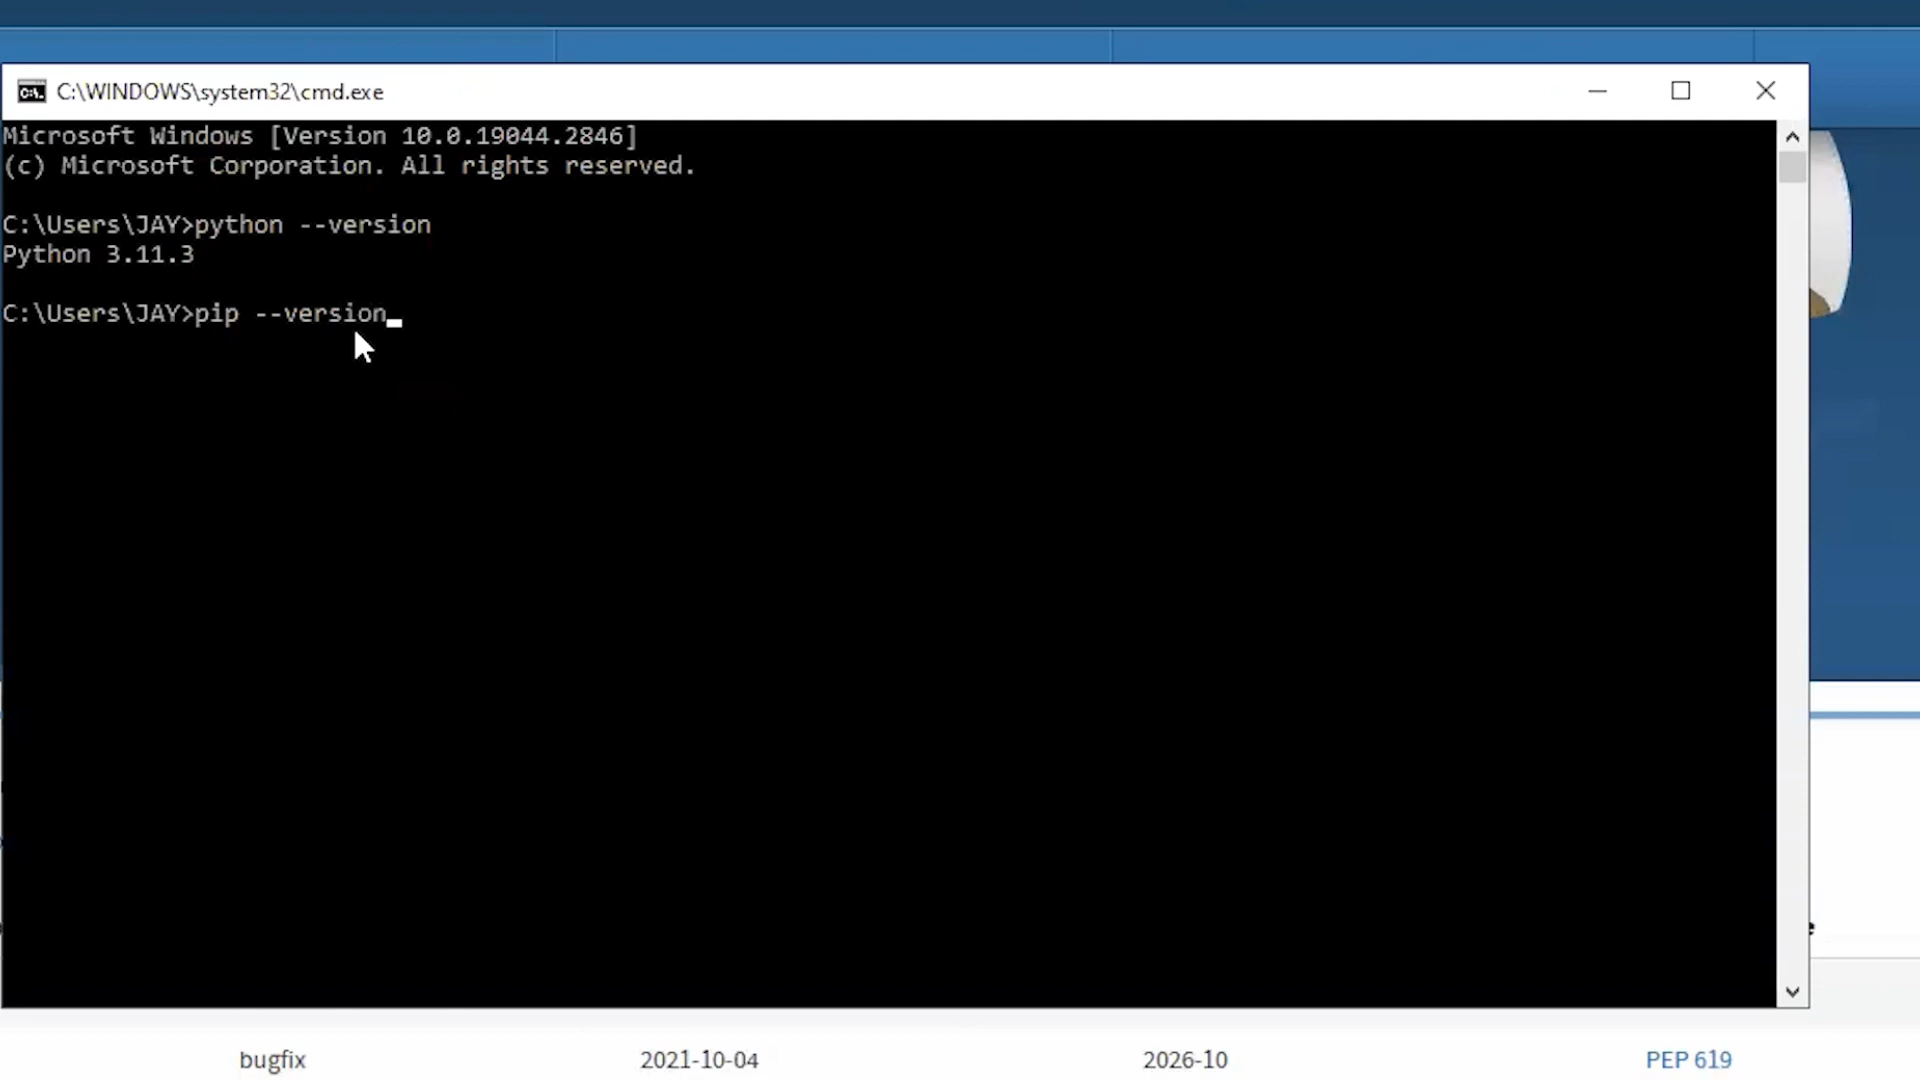 C:\WINDOWS\system32\cmd.exe
Microsoft Windows [Version 10.0.19044.2846]
(c) Microsoft Corporation. All rights reserved.
C:\Users\JAY>python --version
Python 3.11.3
C:\Users\JAY>pip --version
bugfix 2021-10-04 2026-10 PEP 619